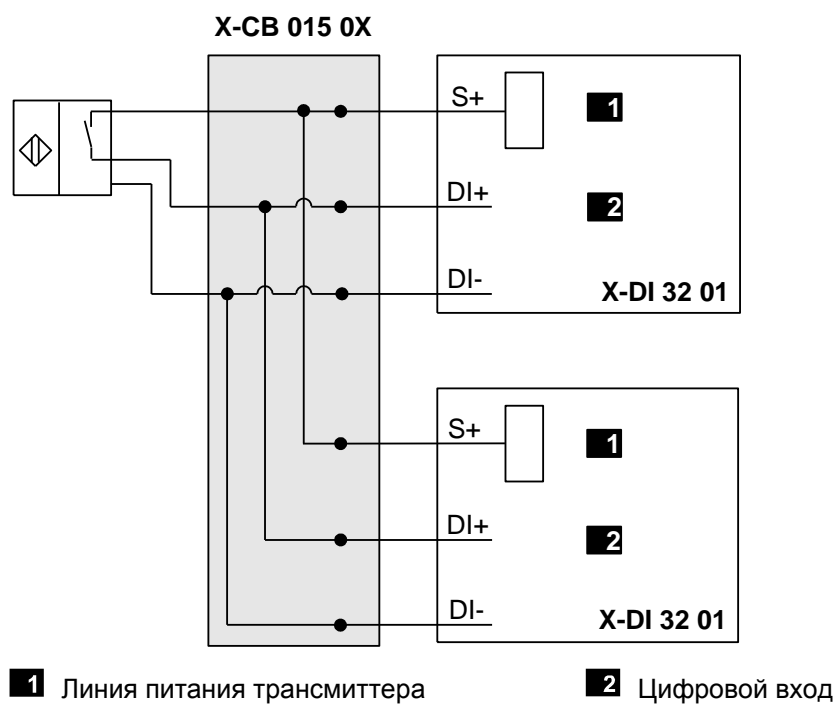 X-CB 015 0X
S+
1
DI+
2
DI-
X-DI 32 01
S+
1
DI+
2
DI-
X-DI 32 01
1 Линия питания трансмиттера
2 Цифровой вход